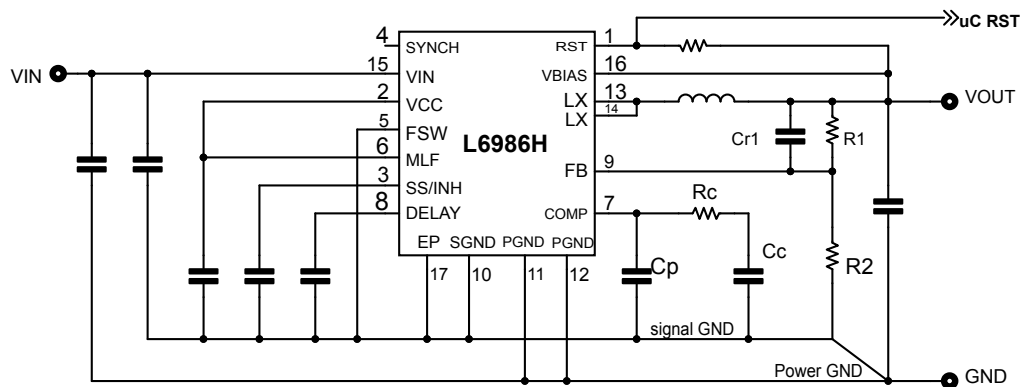 uC RST
4
SYNCH
RST
1
VIN
15
VIN
VBIAS
16
2
VCC
LX
13
VOUT
LX
14
5
FSW
L6986H
Cr1
R1
6
MLF
FB
9
3
SS/INH
Rc
8
DELAY
COMP
7
EP
SGND
PGND
PGND
Cc
Cp
R2
17
10
11
12
signal GND
Power GND
GND